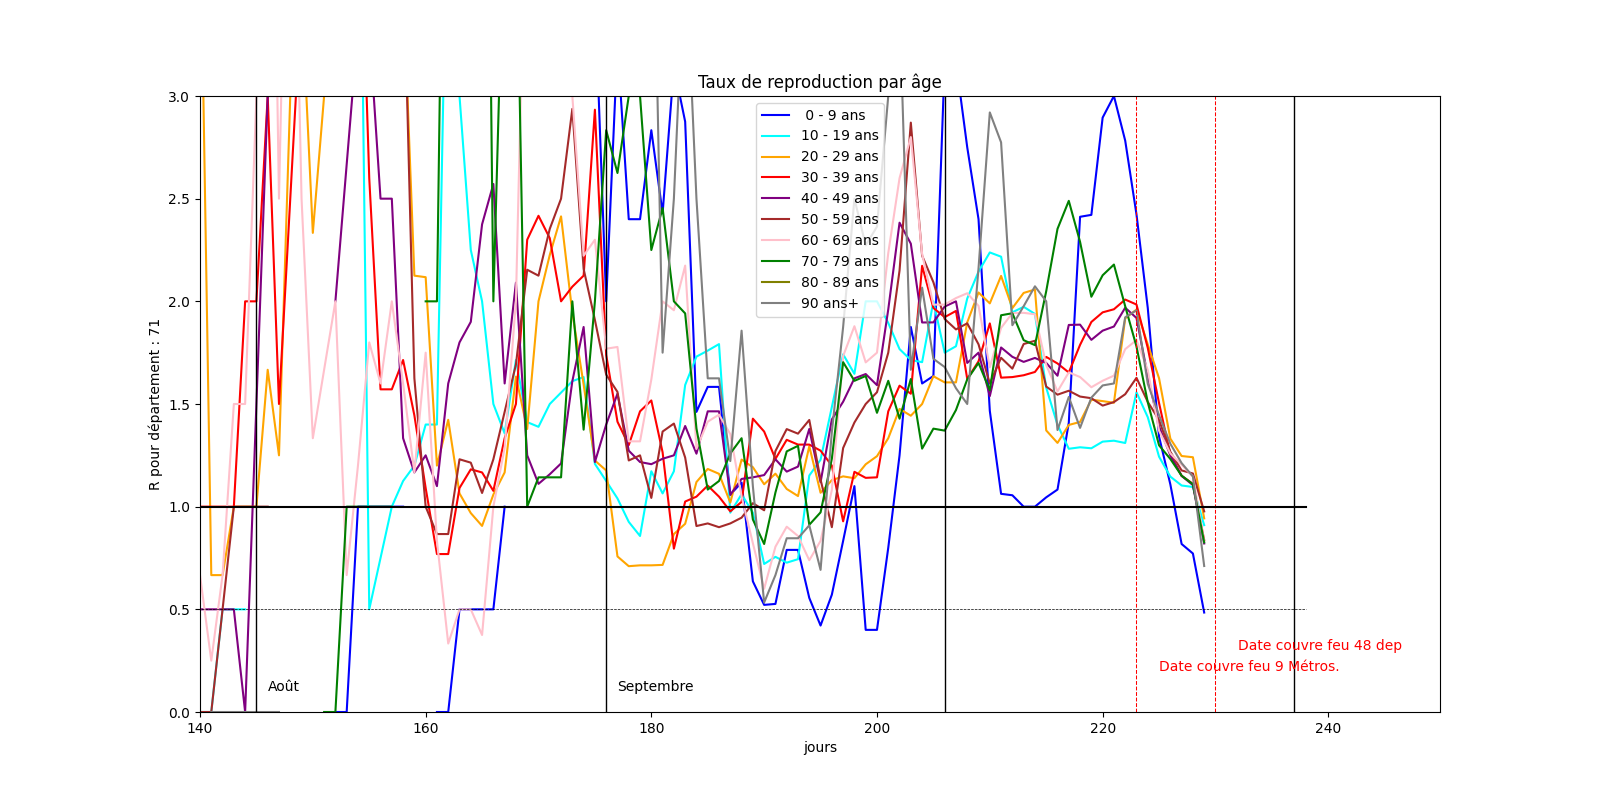 Taux de reproduction par âge
R pour département : 71
3.0
2.5
2.0
1.5
1.0
0.5
0.0
0 - 9 ans
10 - 19 ans
20 - 29 ans
30 - 39 ans
40 - 49 ans
50 - 59 ans
60 - 69 ans
70 - 79 ans
80 - 89 ans
90 ans+
Date couvre feu 48 dep
Date couvre feu 9 Métros.
Août
Septembre
140
160
180
200
220
240
jours